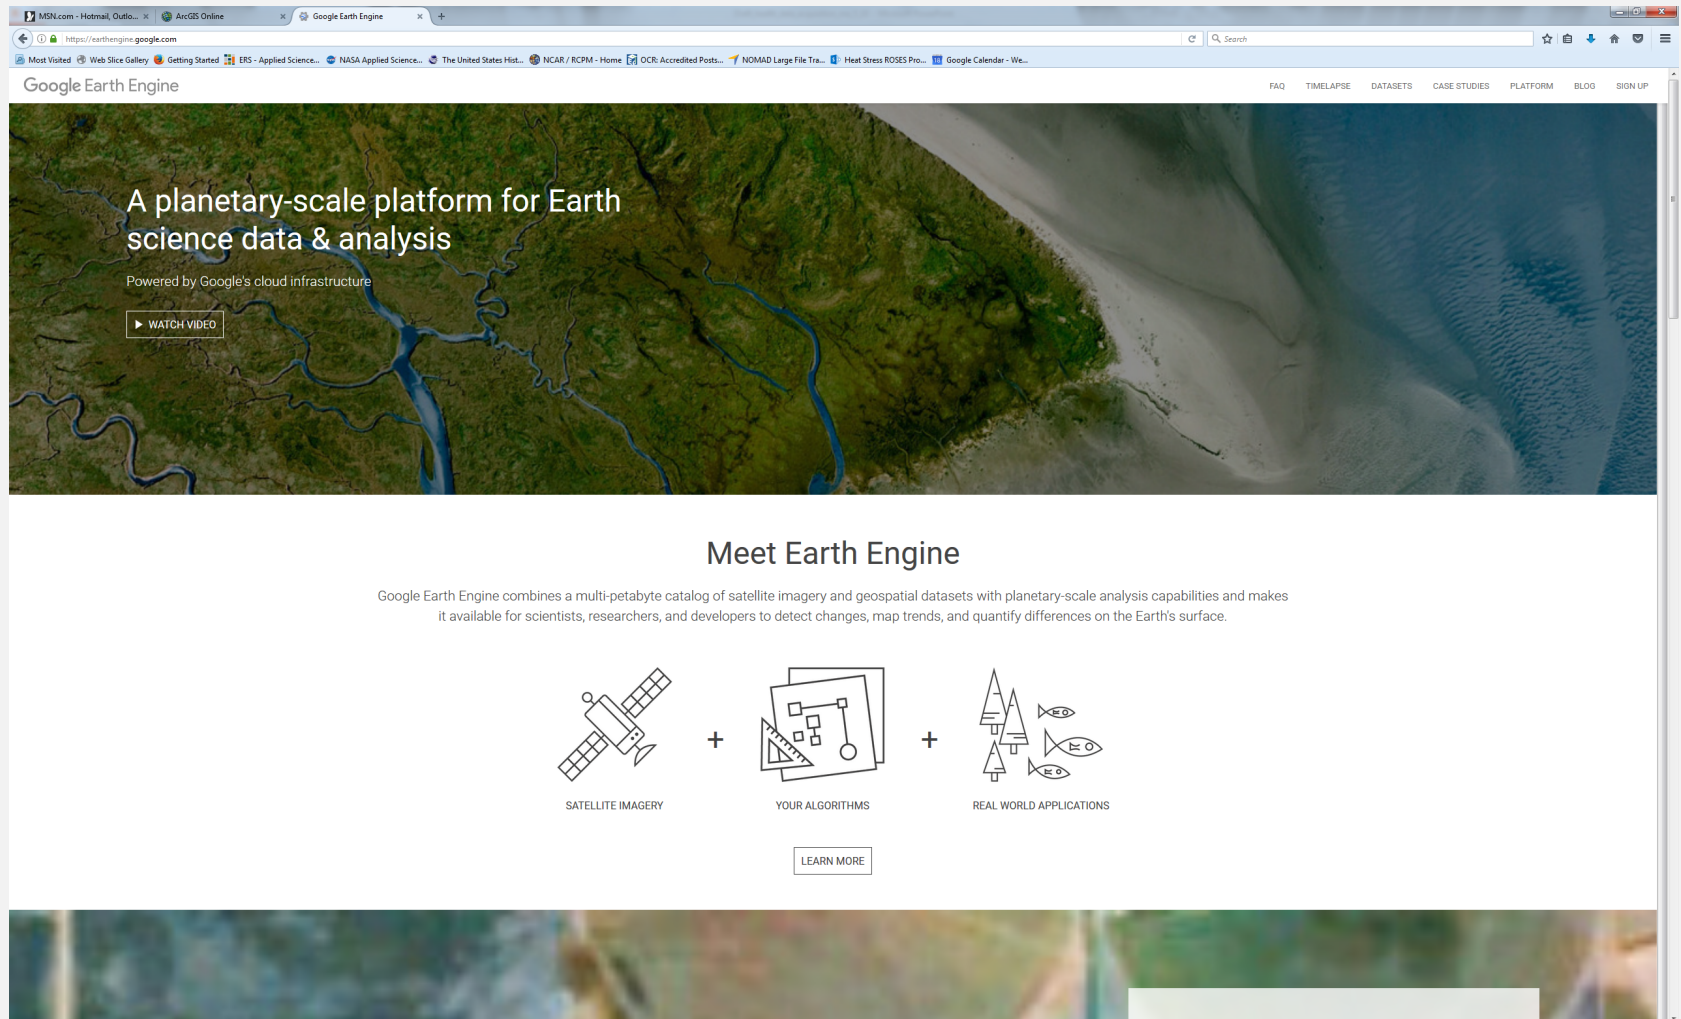 MSN.com - Hotmail, Outlo...
ArcGIS Online
Google Earth Engine
https://earthengine.google.com
Search
Most Visited
Web Slice Gallery
Getting Started
ERS - Applied Science...
NASA Applied Science...
The United States Hist...
NCAR / RCPM - Home
OCR: Accredited Posts...
NOMAD Large File Tra...
Heat Stress ROSES Pro...
Google Calendar - We...
Google Earth Engine
FAQ
TIMELAPSE
DATASETS
CASE STUDIES
PLATFORM
BLOG
SIGN UP
A planetary-scale platform for Earth
science data & analysis
Powered by Google's cloud infrastructure
WATCH VIDEO
Meet Earth Engine
Google Earth Engine combines a multi-petabyte catalog of satellite imagery and geospatial datasets with planetary-scale analysis capabilities and makes
it available for scientists, researchers, and developers to detect changes, map trends, and quantify differences on the Earth's surface.
SATELLITE IMAGERY
YOUR ALGORITHMS
REAL WORLD APPLICATIONS
LEARN MORE